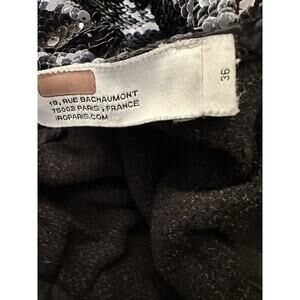 19, RUE BACHAUMONT
75002 PARIS, FRANCE
IROPARIS.COM
36